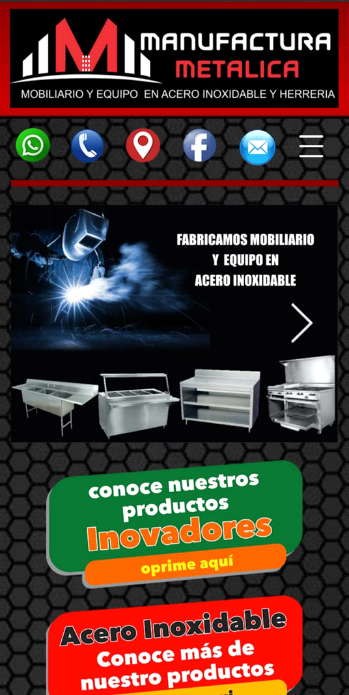 MANUFACTURA
METALICA
MOBILIARIO Y EQUIPO EN ACERO INOXIDABLE Y HERRERIA
FABRICAMOS MOBILIARIO
Y EQUIPO EN
ACERO INOXIDABLE
conoce nuestros
productos
Inovadores
oprime aquí
Acero Inoxidable
Conoce más de
nuestro productos